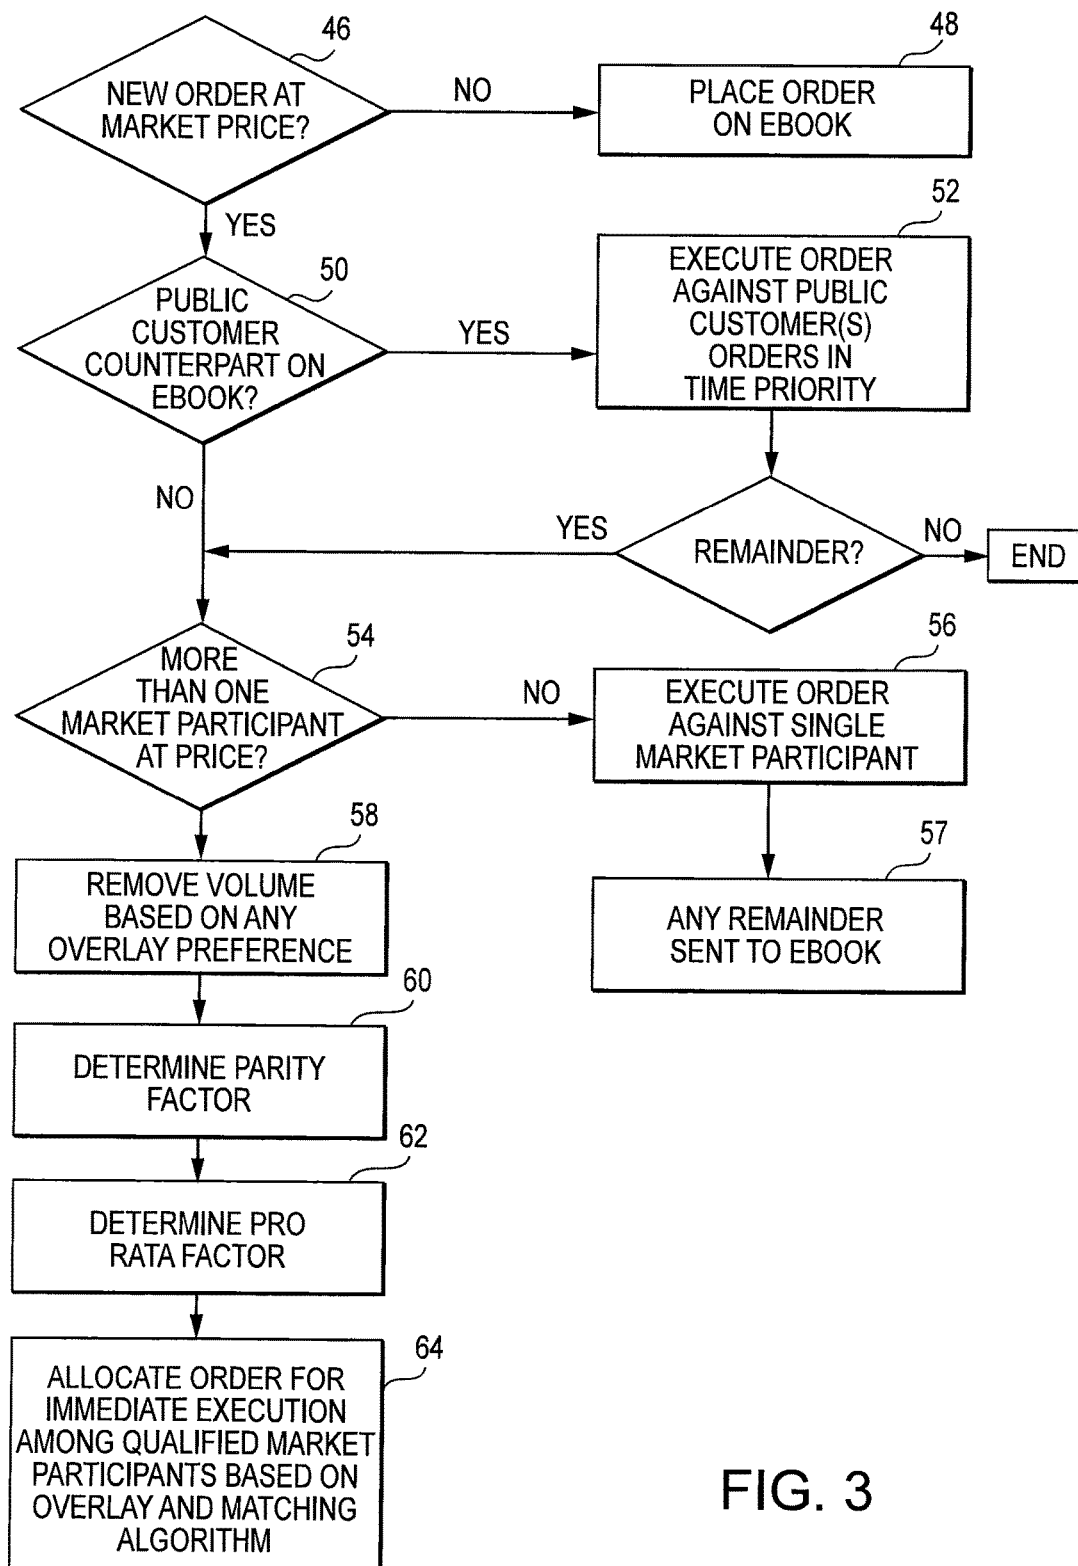 46
NEW ORDER AT
MARKET PRICE?
NO
48
PLACE ORDER
ON EBOOK
YES
50
PUBLIC
CUSTOMER
COUNTERPART ON
EBOOK?
YES
52
EXECUTE ORDER
AGAINST PUBLIC
CUSTOMER(S)
ORDERS IN
TIME PRIORITY
NO
YES
REMAINDER?
NO
END
54
MORE
THAN ONE
MARKET PARTICIPANT
AT PRICE?
NO
56
EXECUTE ORDER
AGAINST SINGLE
MARKET PARTICIPANT
58
REMOVE VOLUME
BASED ON ANY
OVERLAY PREFERENCE
57
ANY REMAINDER
SENT TO EBOOK
60
DETERMINE PARITY
FACTOR
62
DETERMINE PRO
RATA FACTOR
64
ALLOCATE ORDER FOR
IMMEDIATE EXECUTION
AMONG QUALIFIED MARKET
PARTICIPANTS BASED ON
OVERLAY AND MATCHING
ALGORITHM
FIG. 3